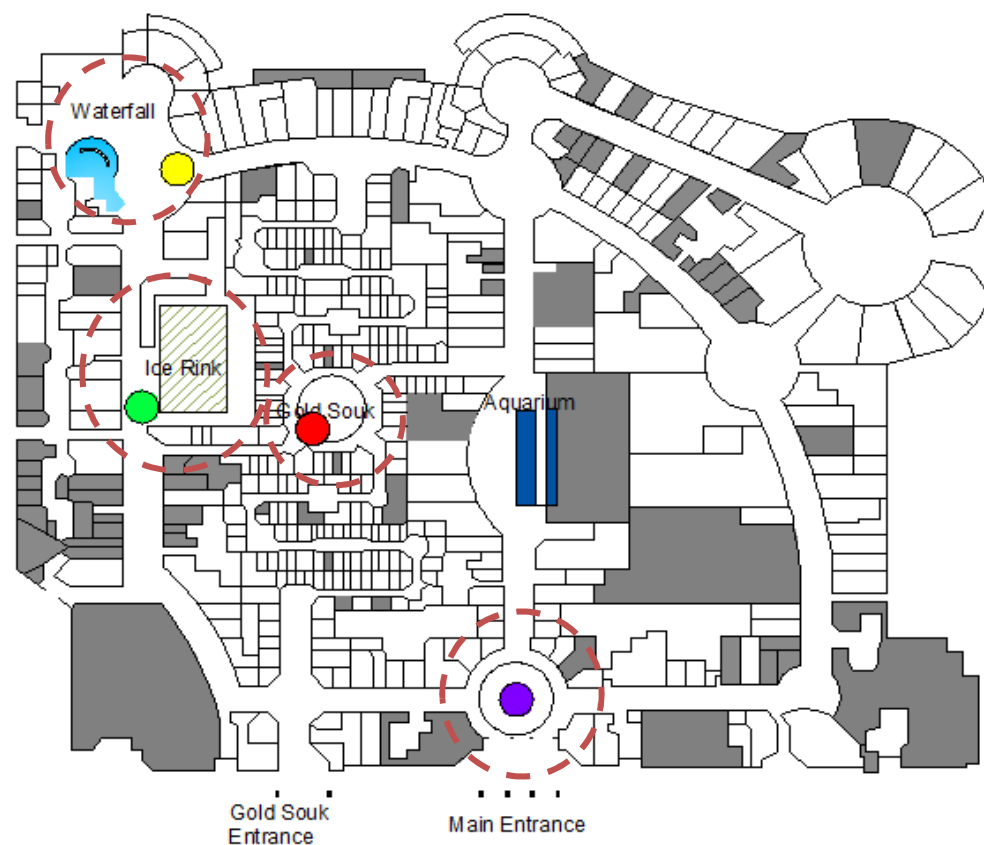 Waterfall
Ice Rink
Gold Souk
Aquarium
Gold Souk
Entrance
Main Entrance